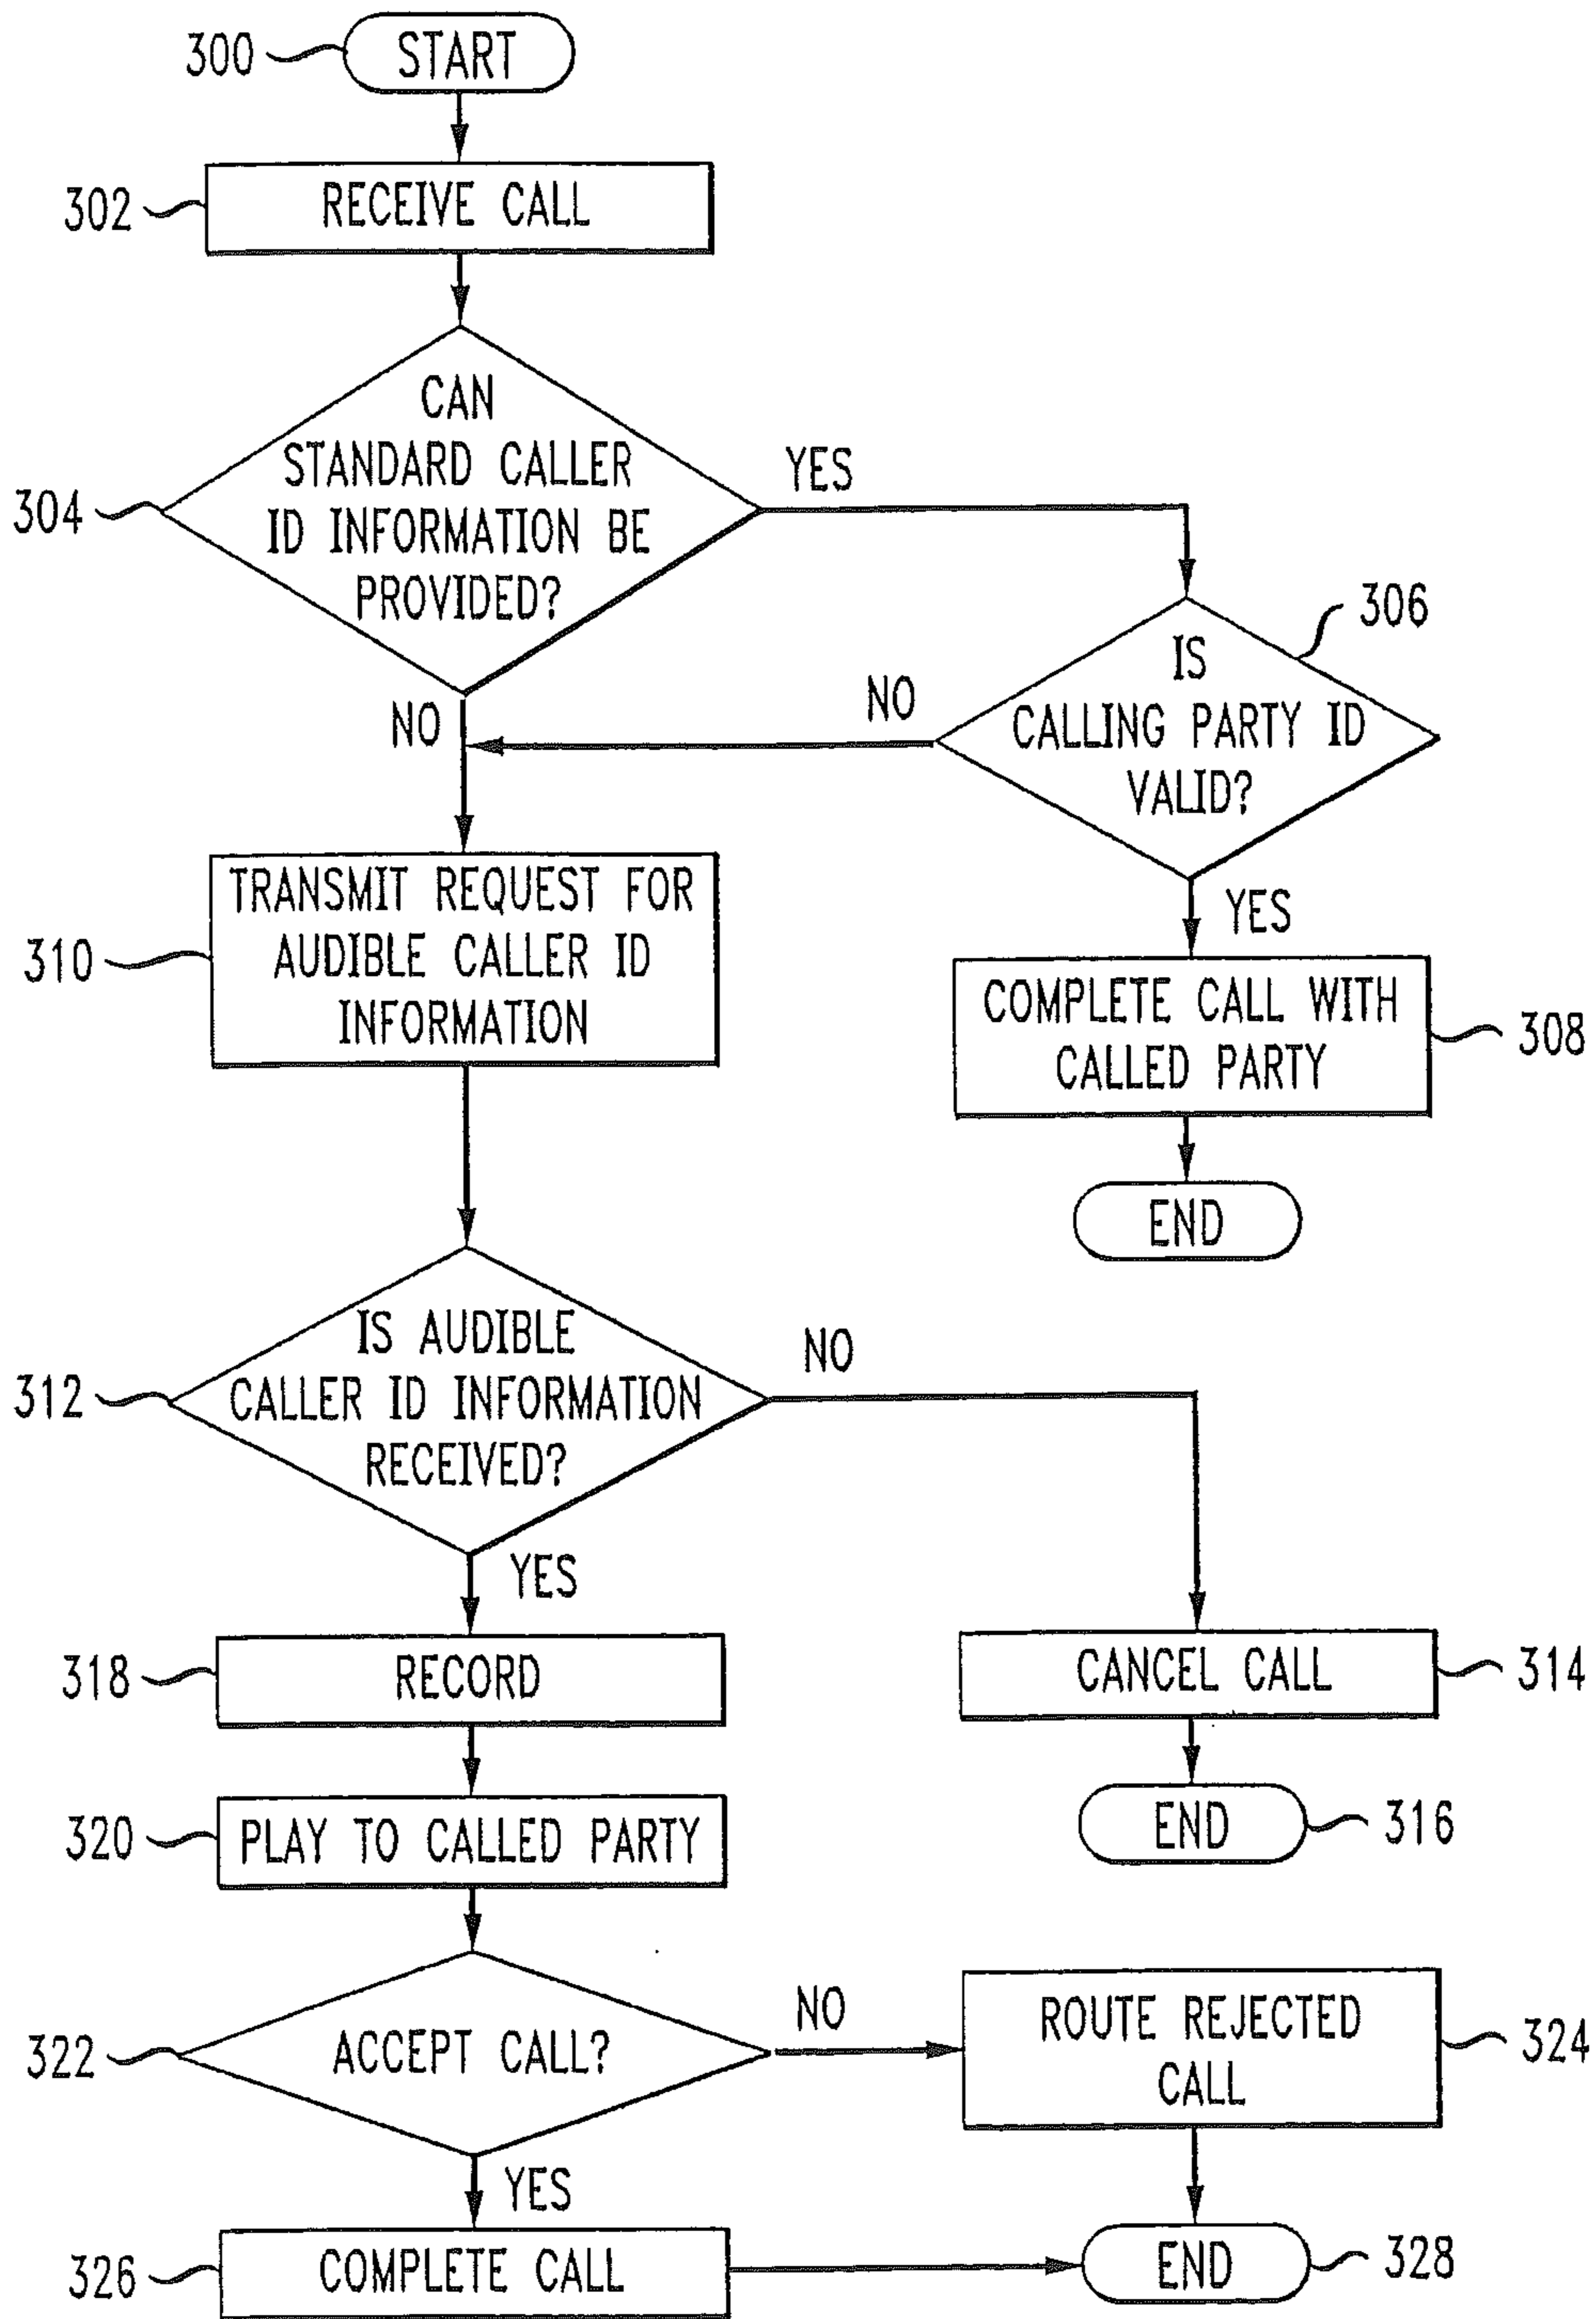 300
START
302
RECEIVE CALL
304
CAN
STANDARD CALLER
ID INFORMATION BE
PROVIDED?
YES
NO
306
IS
CALLING PARTY ID
VALID?
NO
YES
310
TRANSMIT REQUEST FOR
AUDIBLE CALLER ID
INFORMATION
COMPLETE CALL WITH
CALLED PARTY
308
END
312
IS AUDIBLE
CALLER ID INFORMATION
RECEIVED?
NO
YES
318
RECORD
CANCEL CALL
314
320
PLAY TO CALLED PARTY
END
316
322
ACCEPT CALL?
NO
ROUTE REJECTED
CALL
324
YES
326
COMPLETE CALL
END
328